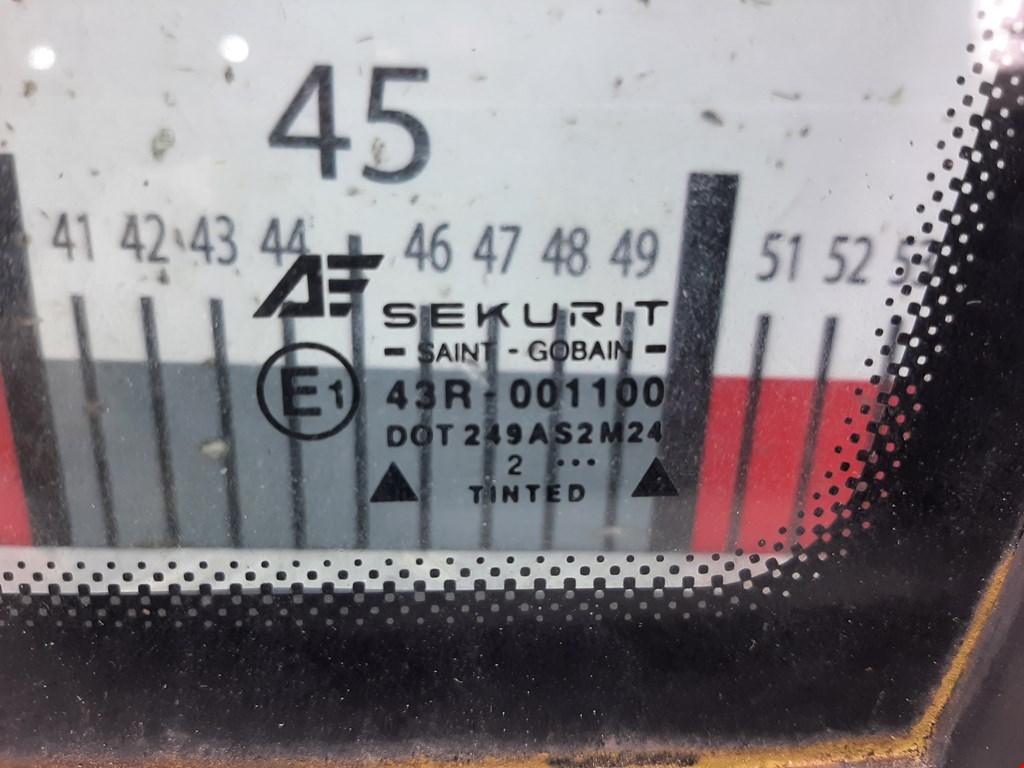 45
41 42 43 44 46 47 48 49 51 52 53
SEKURIT
- SAINT - GOBAIN -
E1 43R - 001100
DOT 249AS2M24
2 ...
TINTED